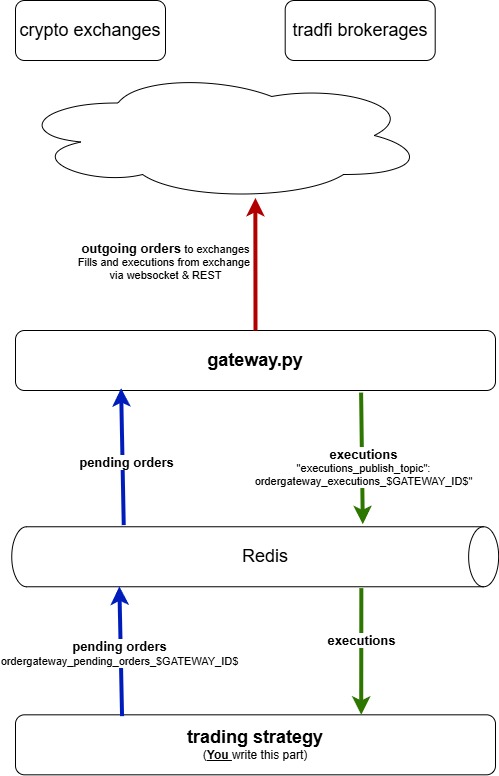 crypto exchanges
tradfi brokerages
outgoing orders to exchanges
Fills and executions from exchange
via websocket & REST
gateway.py
pending orders
executions
"executions_publish_topic":
ordergateway_executions_$GATEWAY_ID$"
Redis
pending orders
ordergateway_pending_orders_$GATEWAY_ID$
executions
trading strategy
(You write this part)